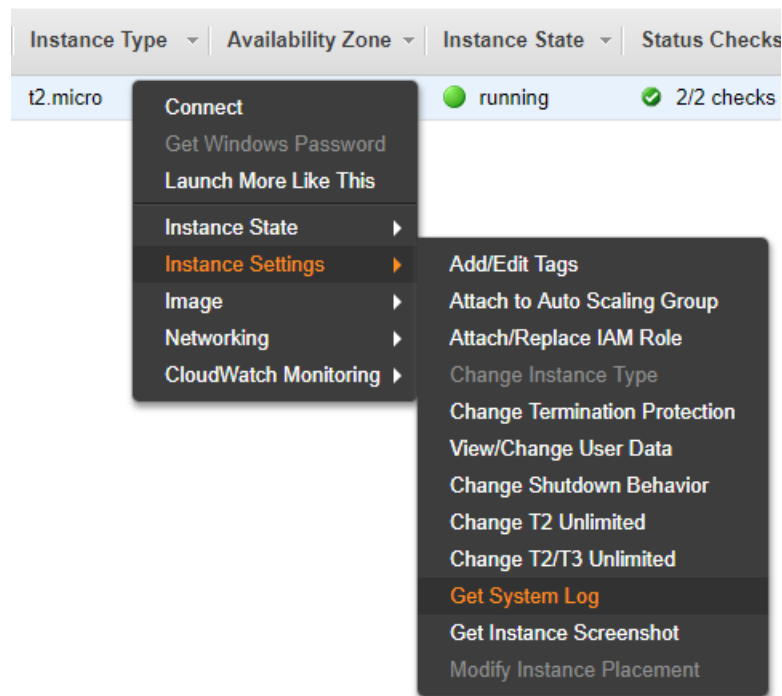 Instance Type Availability Zone Instance State Status Checks
t2.micro running 2/2 checks
Connect
Get Windows Password
Launch More Like This
Instance State
Instance Settings
Image
Networking
CloudWatch Monitoring
Add/Edit Tags
Attach to Auto Scaling Group
Attach/Replace IAM Role
Change Instance Type
Change Termination Protection
View/Change User Data
Change Shutdown Behavior
Change T2 Unlimited
Change T2/T3 Unlimited
Get System Log
Get Instance Screenshot
Modify Instance Placement